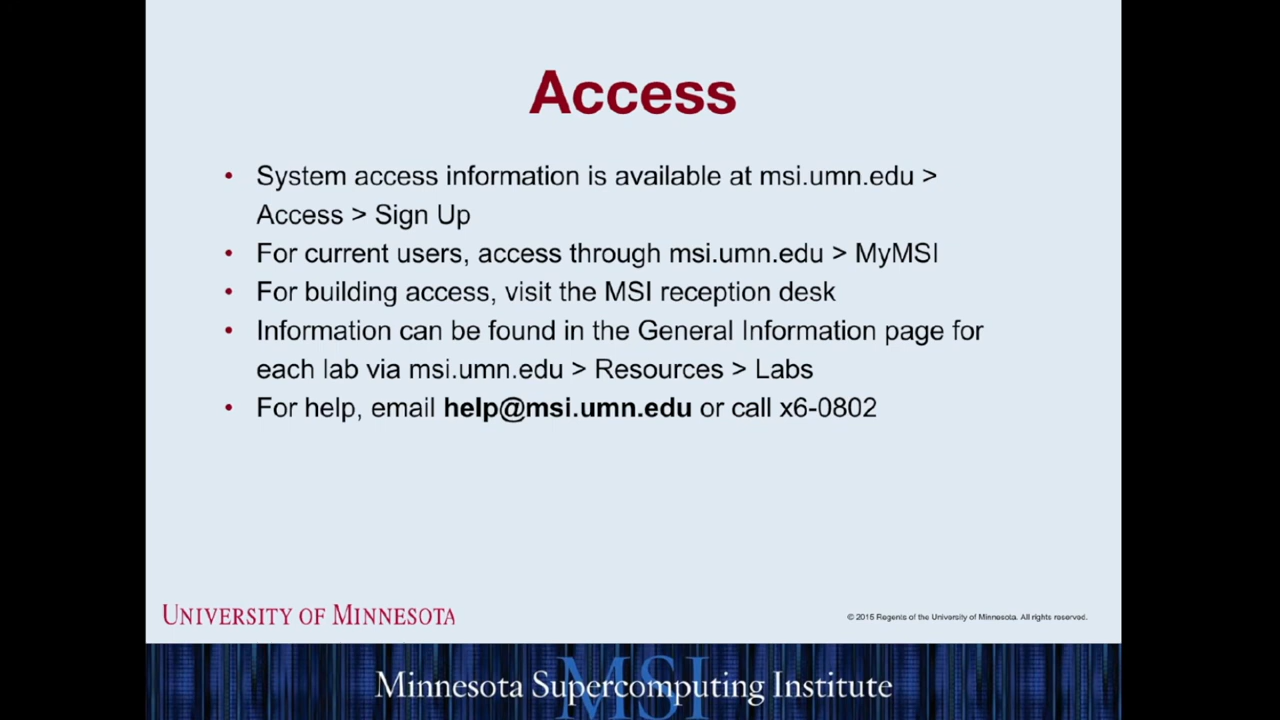 Access
• System access information is available at msi.umn.edu >
Access > Sign Up
• For current users, access through msi.umn.edu > MyMSI
• For building access, visit the MSI reception desk
• Information can be found in the General Information page for
each lab via msi.umn.edu > Resources > Labs
• For help, email help@msi.umn.edu or call x6-0802
UNIVERSITY OF MINNESOTA
© 2015 Regents of the University of Minnesota. All rights reserved.
MSI
Minnesota Supercomputing Institute